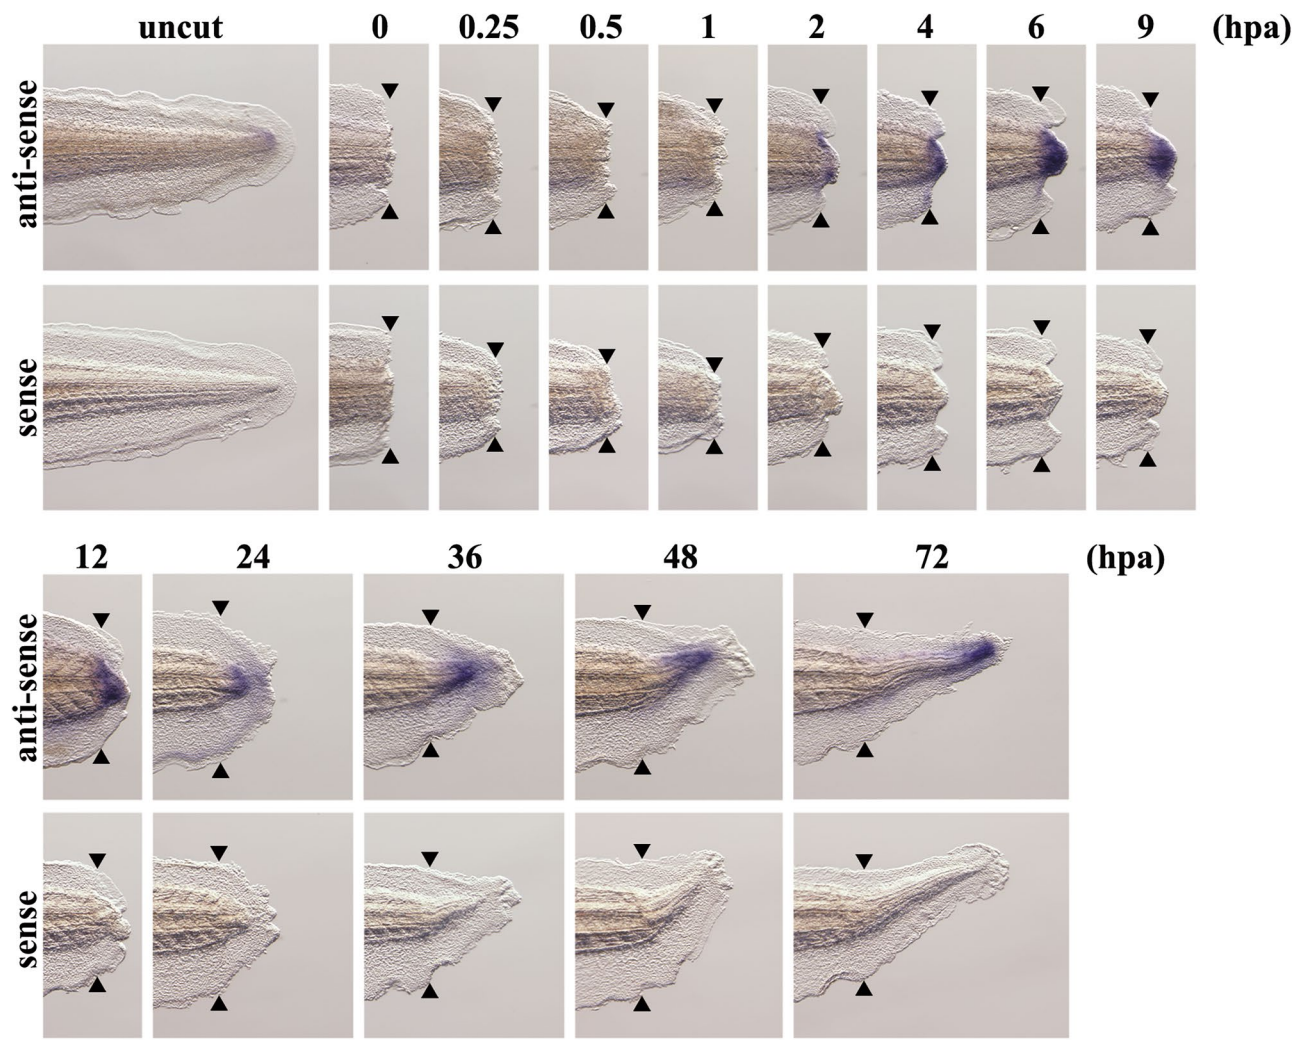 uncut 0 0.25 0.5 1 2 4 6 9 (hpa)
anti-sense
sense
12 24 36 48 72 (hpa)
anti-sense
sense